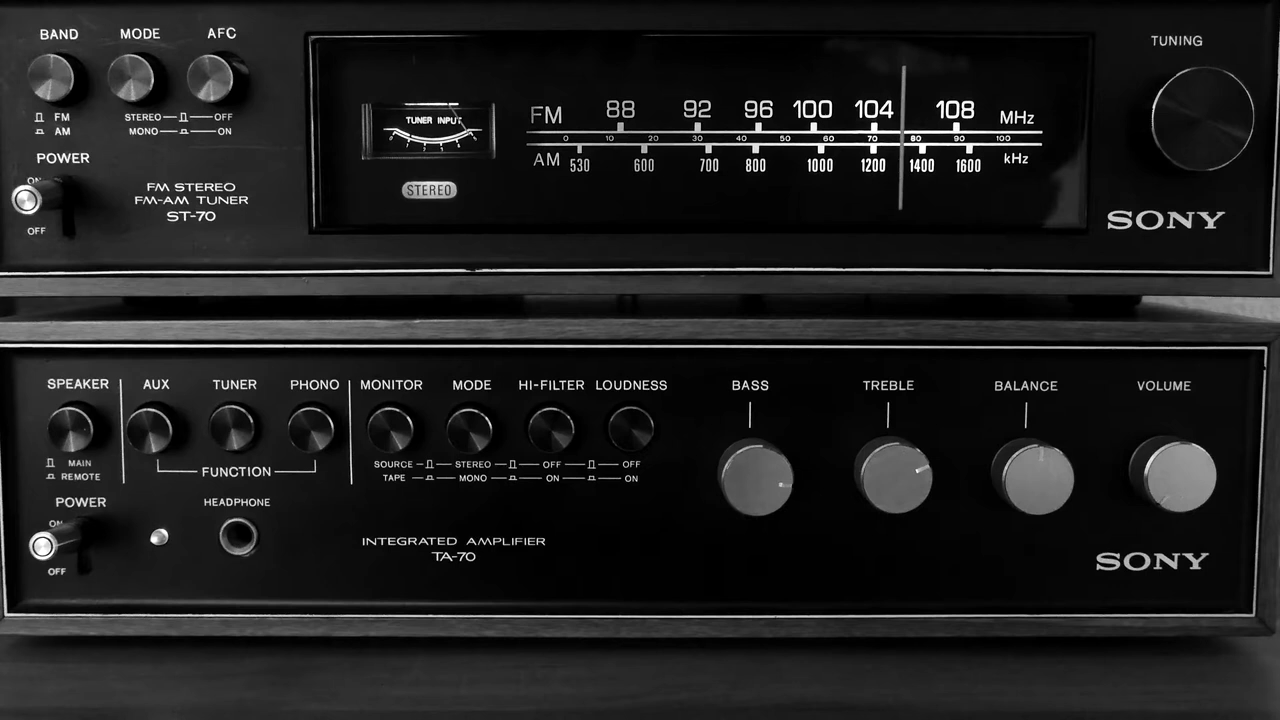 BAND MODE AFC
FM STEREO OFF
AM MONO ON
POWER
ON
OFF
FM STEREO
FM-AM TUNER
ST-70
TUNER INPUT
STEREO
FM 88 92 96 100 104 108 MHz
0 10 20 30 40 50 60 70 80 90 100
AM 530 600 700 800 1000 1200 1400 1600 kHz
TUNING
SONY
SPEAKER AUX TUNER PHONO MONITOR MODE HI-FILTER LOUDNESS BASS TREBLE BALANCE VOLUME
MAIN
REMOTE
FUNCTION
SOURCE STEREO OFF OFF
TAPE MONO ON ON
POWER
ON
OFF
HEADPHONE
INTEGRATED AMPLIFIER
TA-70
SONY